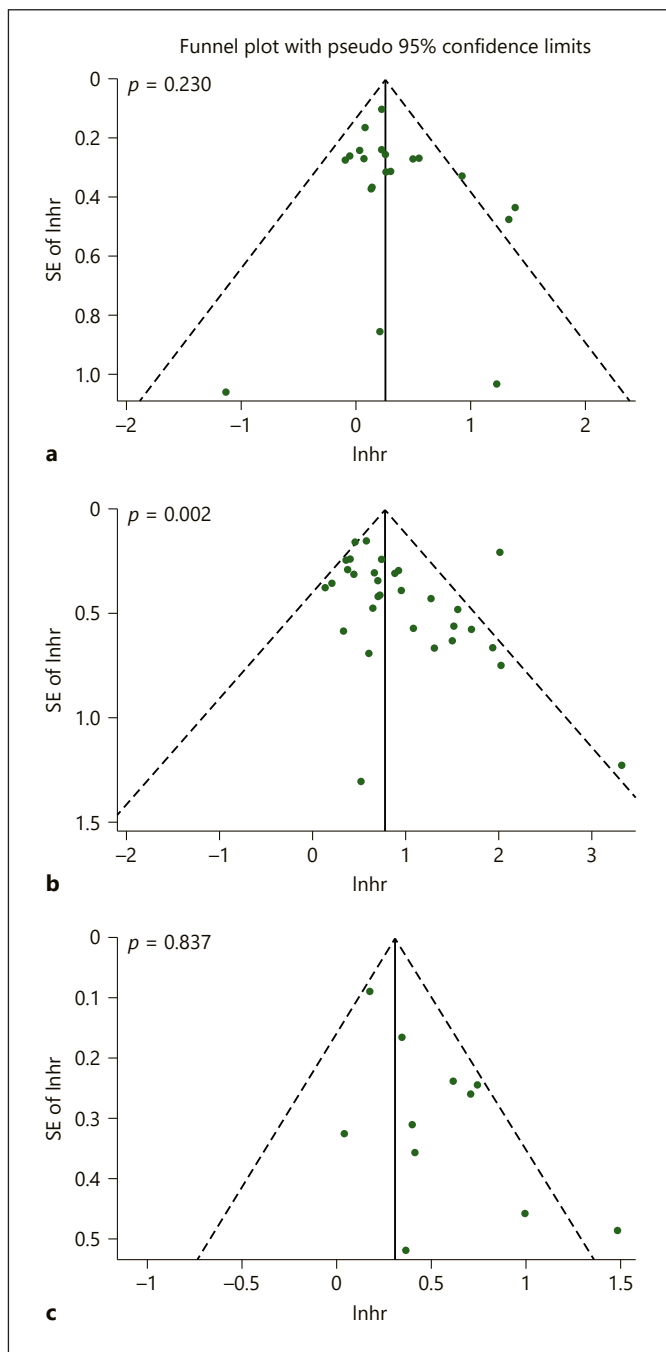 Funnel plot with pseudo 95% confidence limits
p = 0.230
SE of lnhr
0
0.2
0.4
0.6
0.8
1.0
–2
–1
0
1
2
lnhr
a
p = 0.002
SE of lnhr
0
0.5
1.0
1.5
–2
–1
0
1
2
3
lnhr
b
p = 0.837
SE of lnhr
0
0.1
0.2
0.3
0.4
0.5
–1
–0.5
0
0.5
1
1.5
lnhr
c